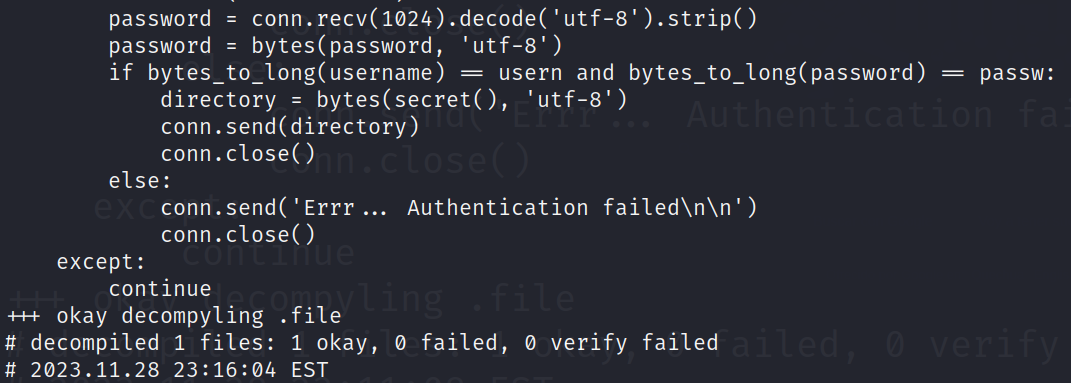 password = conn.recv(1024).decode('utf-8').strip()
password = bytes(password, 'utf-8')
if bytes_to_long(username) == usern and bytes_to_long(password) == passw:
directory = bytes(secret(), 'utf-8')
conn.send(directory)
conn.close()
else:
conn.send('Errr... Authentication failed\n\n')
conn.close()
except:
continue
+++ okay decompyling .file
# decompiled 1 files: 1 okay, 0 failed, 0 verify failed
# 2023.11.28 23:16:04 EST